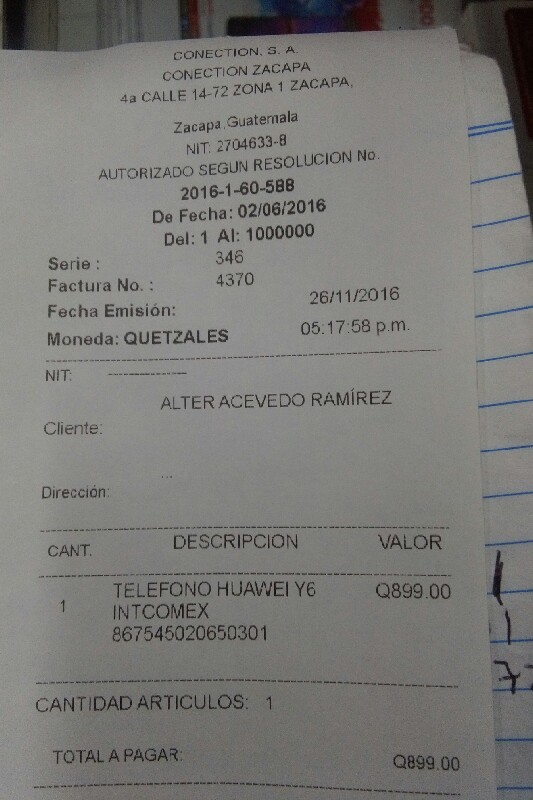 CONECTION, S. A.
CONECTION ZACAPA
4a CALLE 14-72 ZONA 1 ZACAPA,
Zacapa,Guatemala
NIT: 2704633-8
AUTORIZADO SEGUN RESOLUCION No.
2016-1-60-588
De Fecha: 02/06/2016
Del: 1 Al: 1000000
Serie : 346
Factura No. : 4370
Fecha Emisión: 26/11/2016
Moneda: QUETZALES 05:17:58 p.m.
NIT: ---------------
ALTER ACEVEDO RAMÍREZ
Cliente:
...
Dirección:
CANT. DESCRIPCION VALOR
1 TELEFONO HUAWEI Y6 Q899.00
INTCOMEX
867545020650301
CANTIDAD ARTICULOS: 1
TOTAL A PAGAR: Q899.00